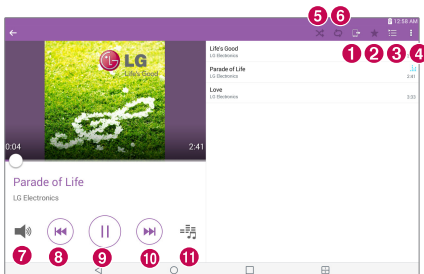 5 6
12:58 AM
1 2 3 4
LG
Life's Good
0:04
2:41
Parade of Life
LG Electronics
7 8 9 10 11
Life's Good
LG Electronics
Parade of Life
LG Electronics
3:41
Love
LG Electronics
3:03